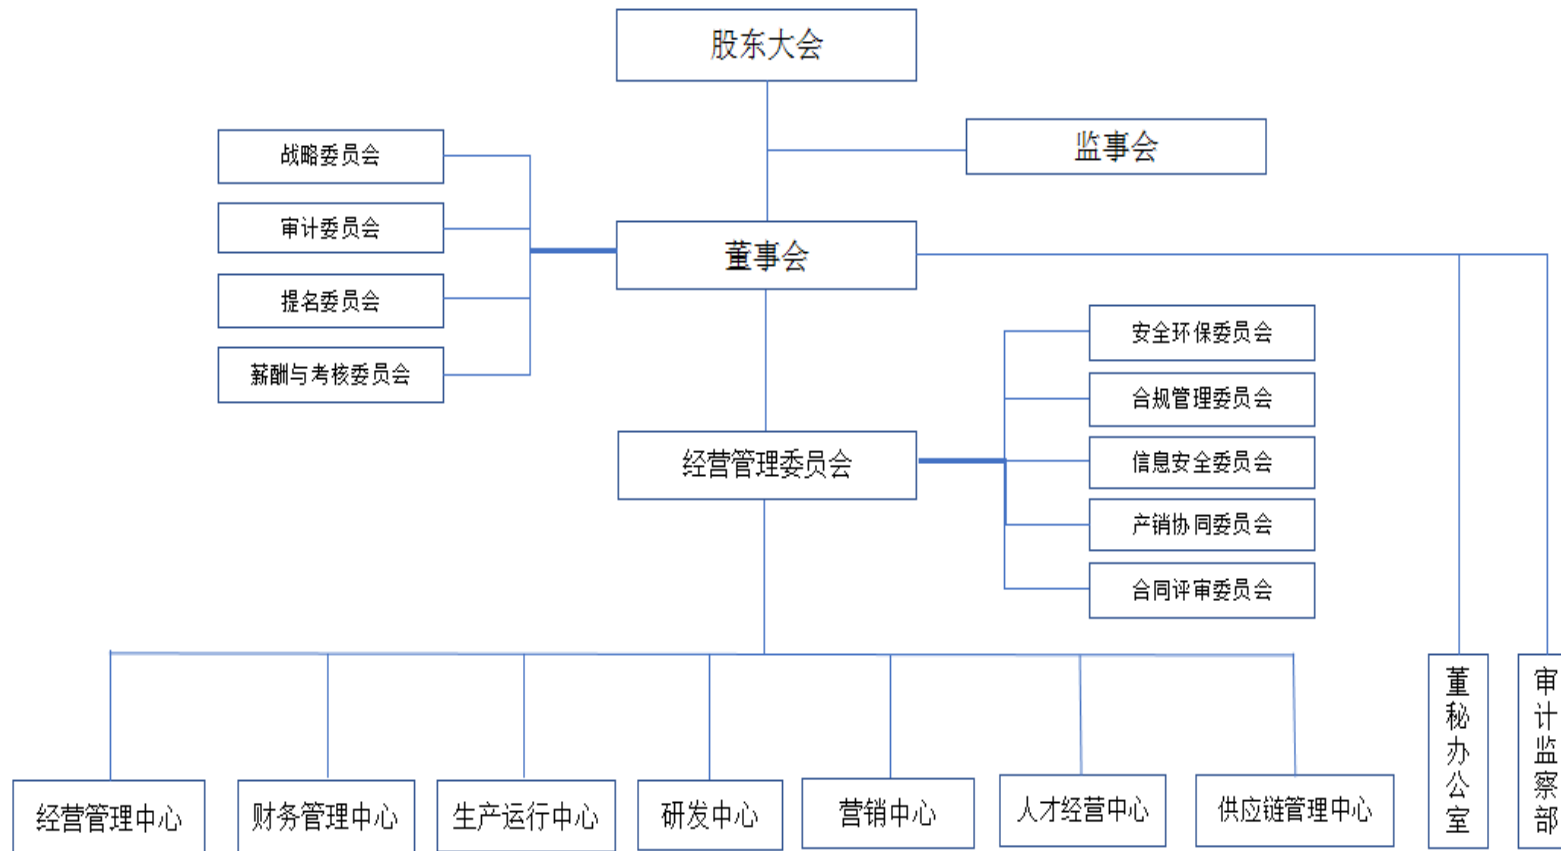 股东大会
监事会
战略委员会
审计委员会
董事会
提名委员会
安全环保委员会
薪酬与考核委员会
合规管理委员会
经营管理委员会
信息安全委员会
产销协同委员会
合同评审委员会
董秘办公室
审计监察部
经营管理中心
财务管理中心
生产运行中心
研发中心
营销中心
人才经营中心
供应链管理中心